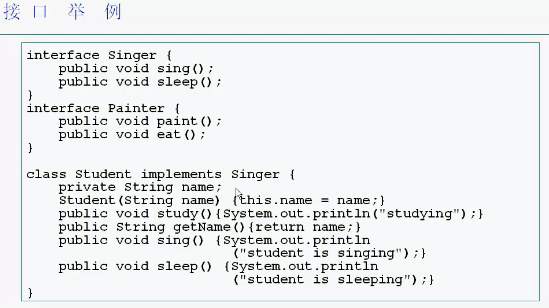 接 口 举 例
interface Singer {
    public void sing();
    public void sleep();
}
interface Painter {
    public void paint();
    public void eat();
}
class Student implements Singer {
    private String name;
    Student(String name) {this.name = name;}
    public void study(){System.out.println("studying");}
    public String getName(){return name;}
    public void sing() {System.out.println
                          ("student is singing");}
    public void sleep() {System.out.println
                          ("student is sleeping");}
}